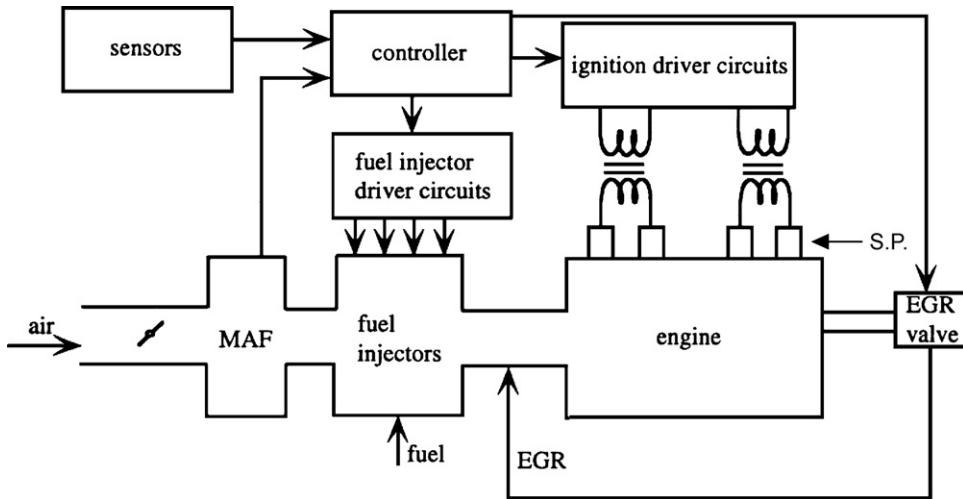 sensors
controller
ignition driver circuits
fuel injector
driver circuits
S.P.
air
MAF
fuel
injectors
engine
EGR
valve
fuel
EGR